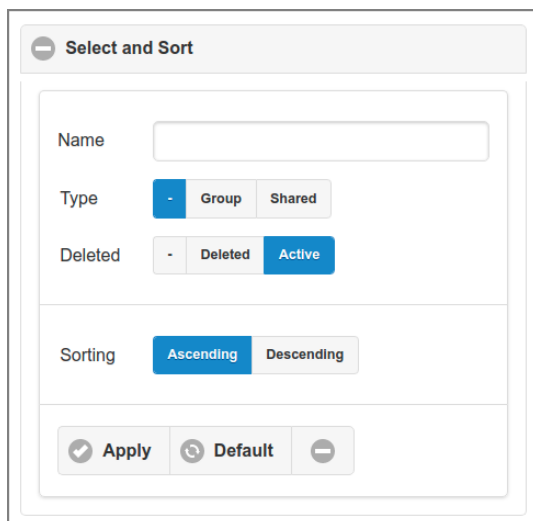 Select and Sort
Name
Type - Group Shared
Deleted - Deleted Active
Sorting Ascending Descending
Apply Default